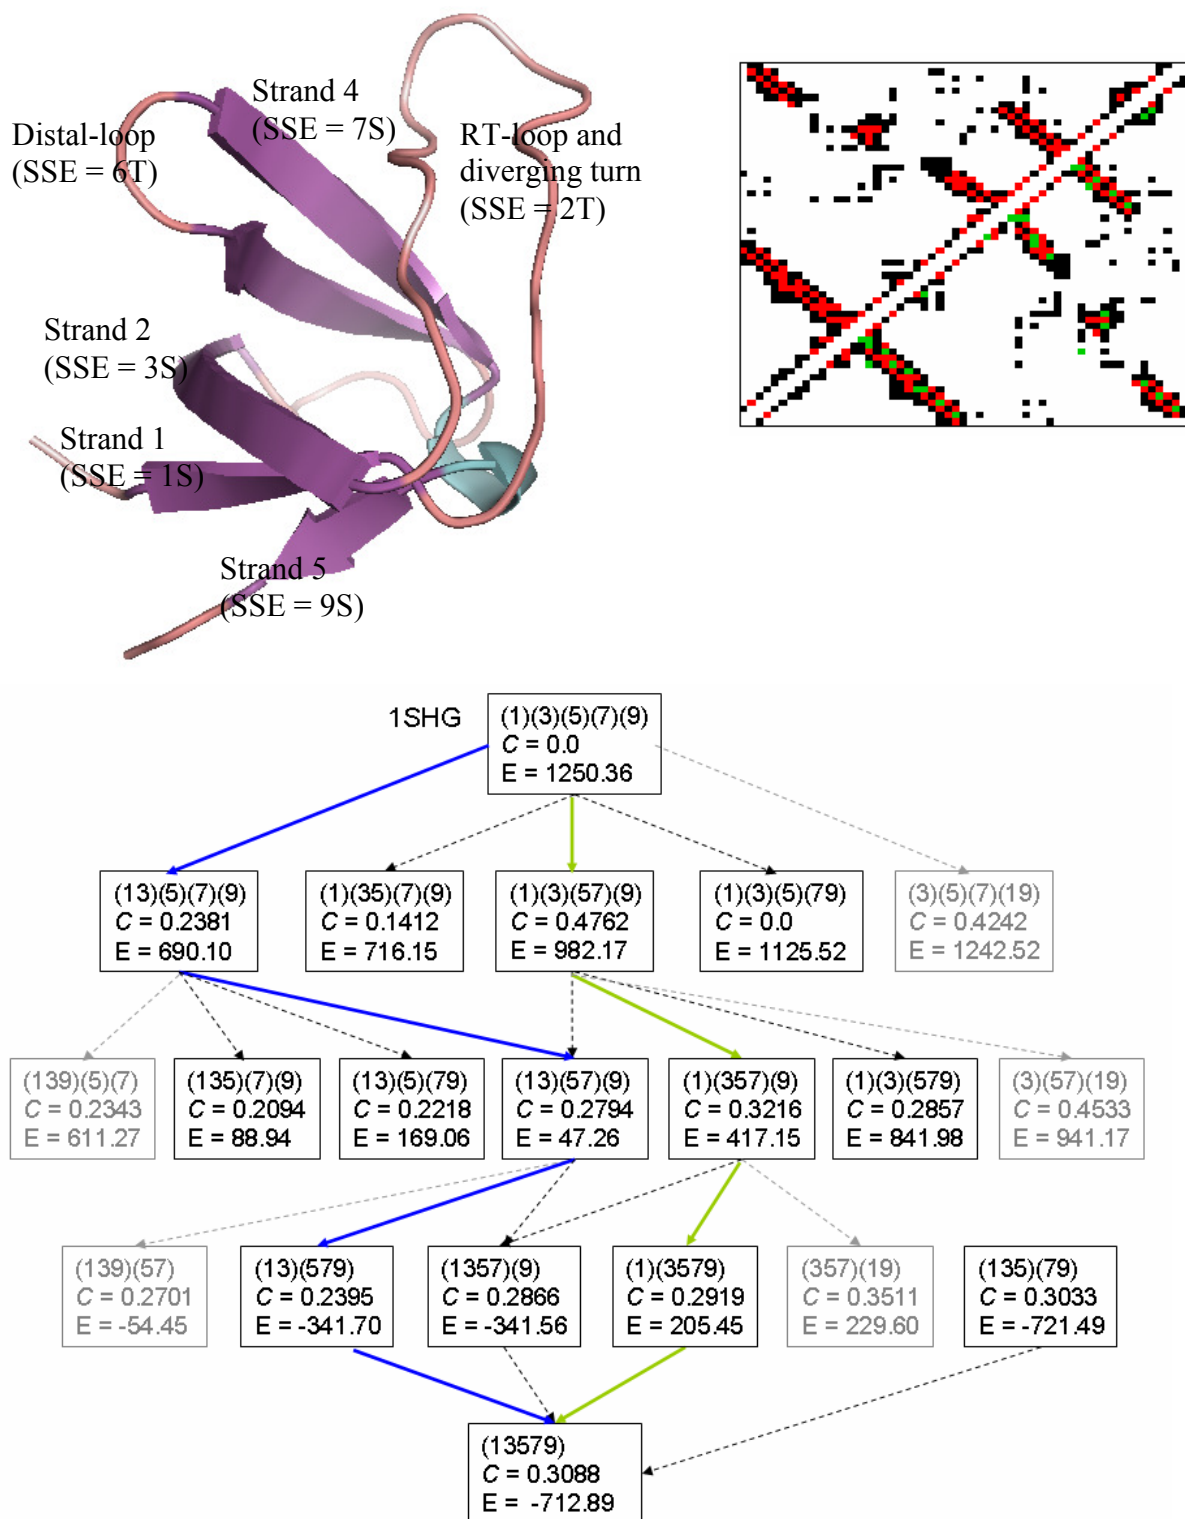 Strand 4
(SSE = 7S)
Distal-loop
(SSE = 6T)
RT-loop and
diverging turn
(SSE = 2T)
Strand 2
(SSE = 3S)
Strand 1
(SSE = 1S)
Strand 5
(SSE = 9S)
1SHG
(1)(3)(5)(7)(9)
C = 0.0
E = 1250.36
(13)(5)(7)(9)
C = 0.2381
E = 690.10
(1)(35)(7)(9)
C = 0.1412
E = 716.15
(1)(3)(57)(9)
C = 0.4762
E = 982.17
(1)(3)(5)(79)
C = 0.0
E = 1125.52
(3)(5)(7)(19)
C = 0.4242
E = 1242.52
(139)(5)(7)
C = 0.2343
E = 611.27
(135)(7)(9)
C = 0.2094
E = 88.94
(13)(5)(79)
C = 0.2218
E = 169.06
(13)(57)(9)
C = 0.2794
E = 47.26
(1)(357)(9)
C = 0.3216
E = 417.15
(1)(3)(579)
C = 0.2857
E = 841.98
(3)(57)(19)
C = 0.4533
E = 941.17
(139)(57)
C = 0.2701
E = -54.45
(13)(579)
C = 0.2395
E = -341.70
(1357)(9)
C = 0.2866
E = -341.56
(1)(3579)
C = 0.2919
E = 205.45
(357)(19)
C = 0.3511
E = 229.60
(135)(79)
C = 0.3033
E = -721.49
(13579)
C = 0.3088
E = -712.89